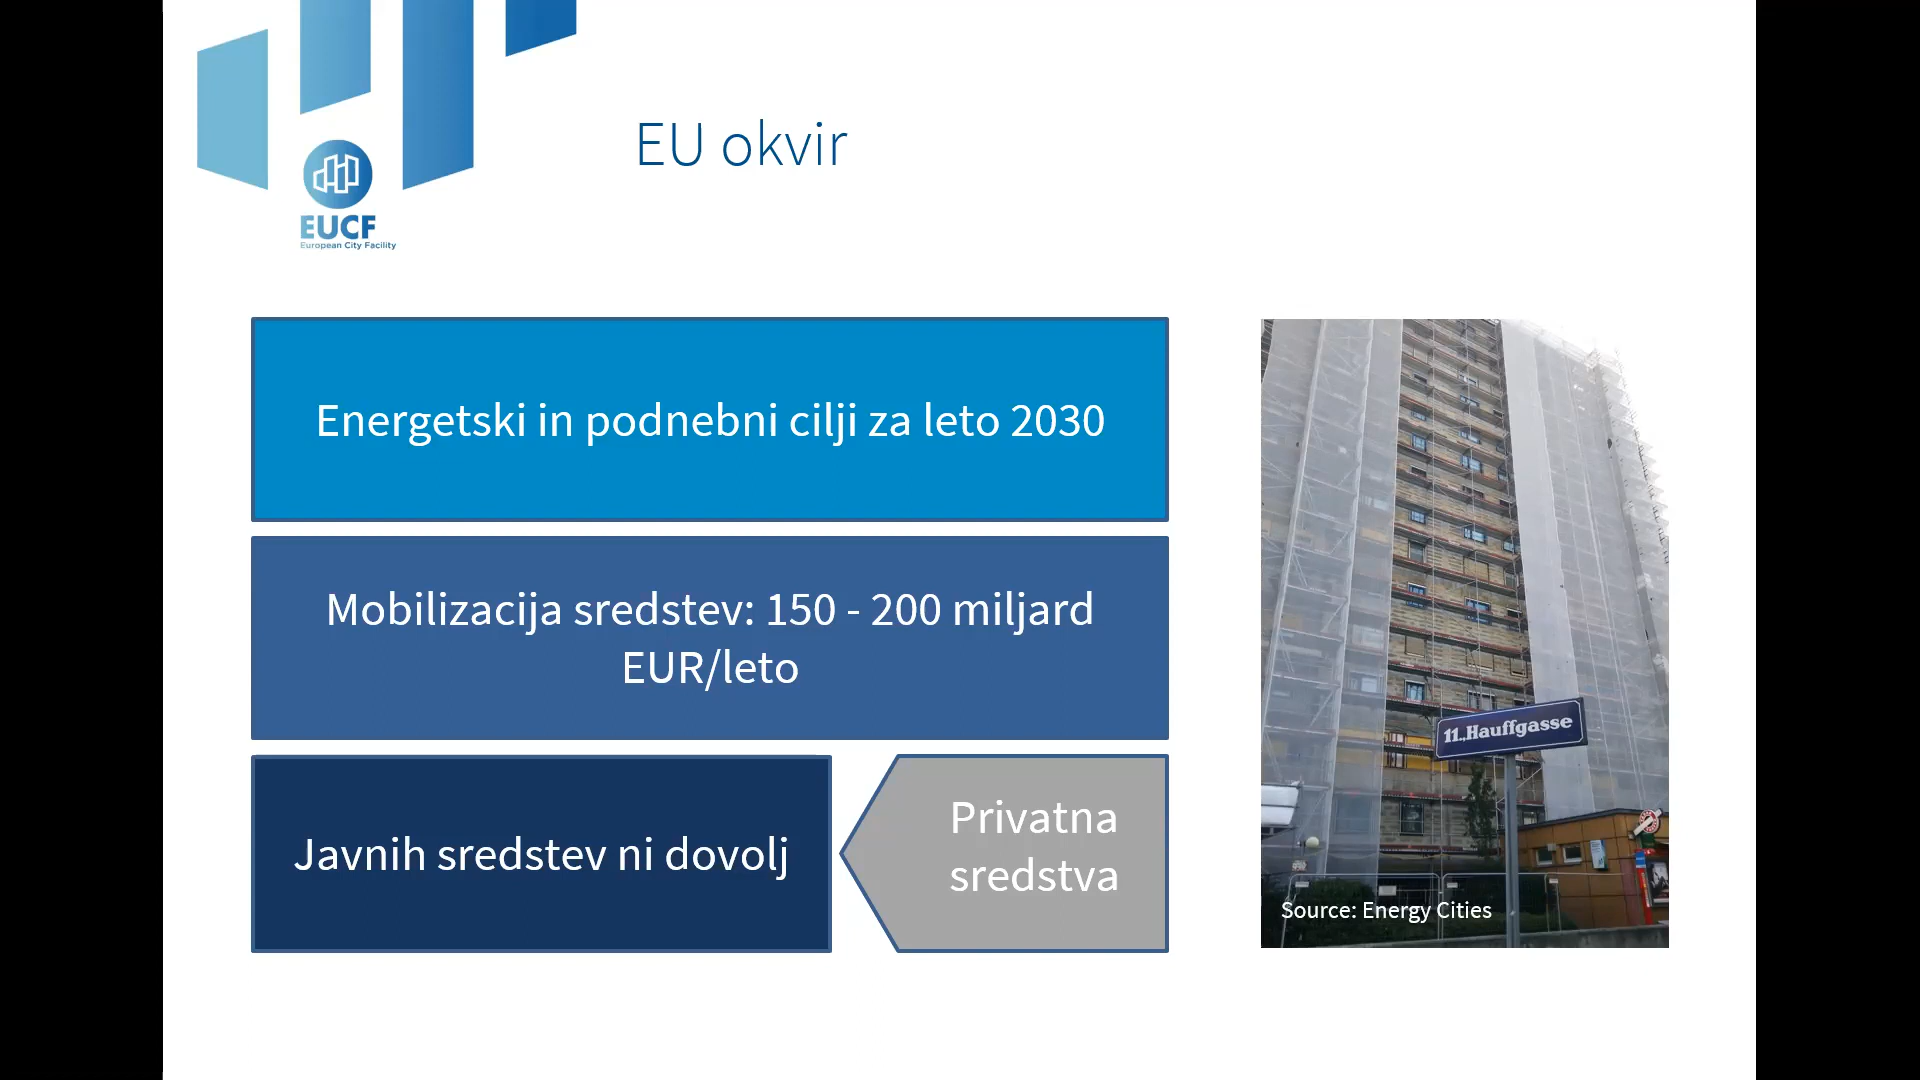 EU okvir
EUCF
European City Facility
Energetski in podnebni cilji za leto 2030
Mobilizacija sredstev: 150 - 200 miljard
EUR/leto
Javnih sredstev ni dovolj
Privatna
sredstva
11.,Hauffgasse
Source: Energy Cities